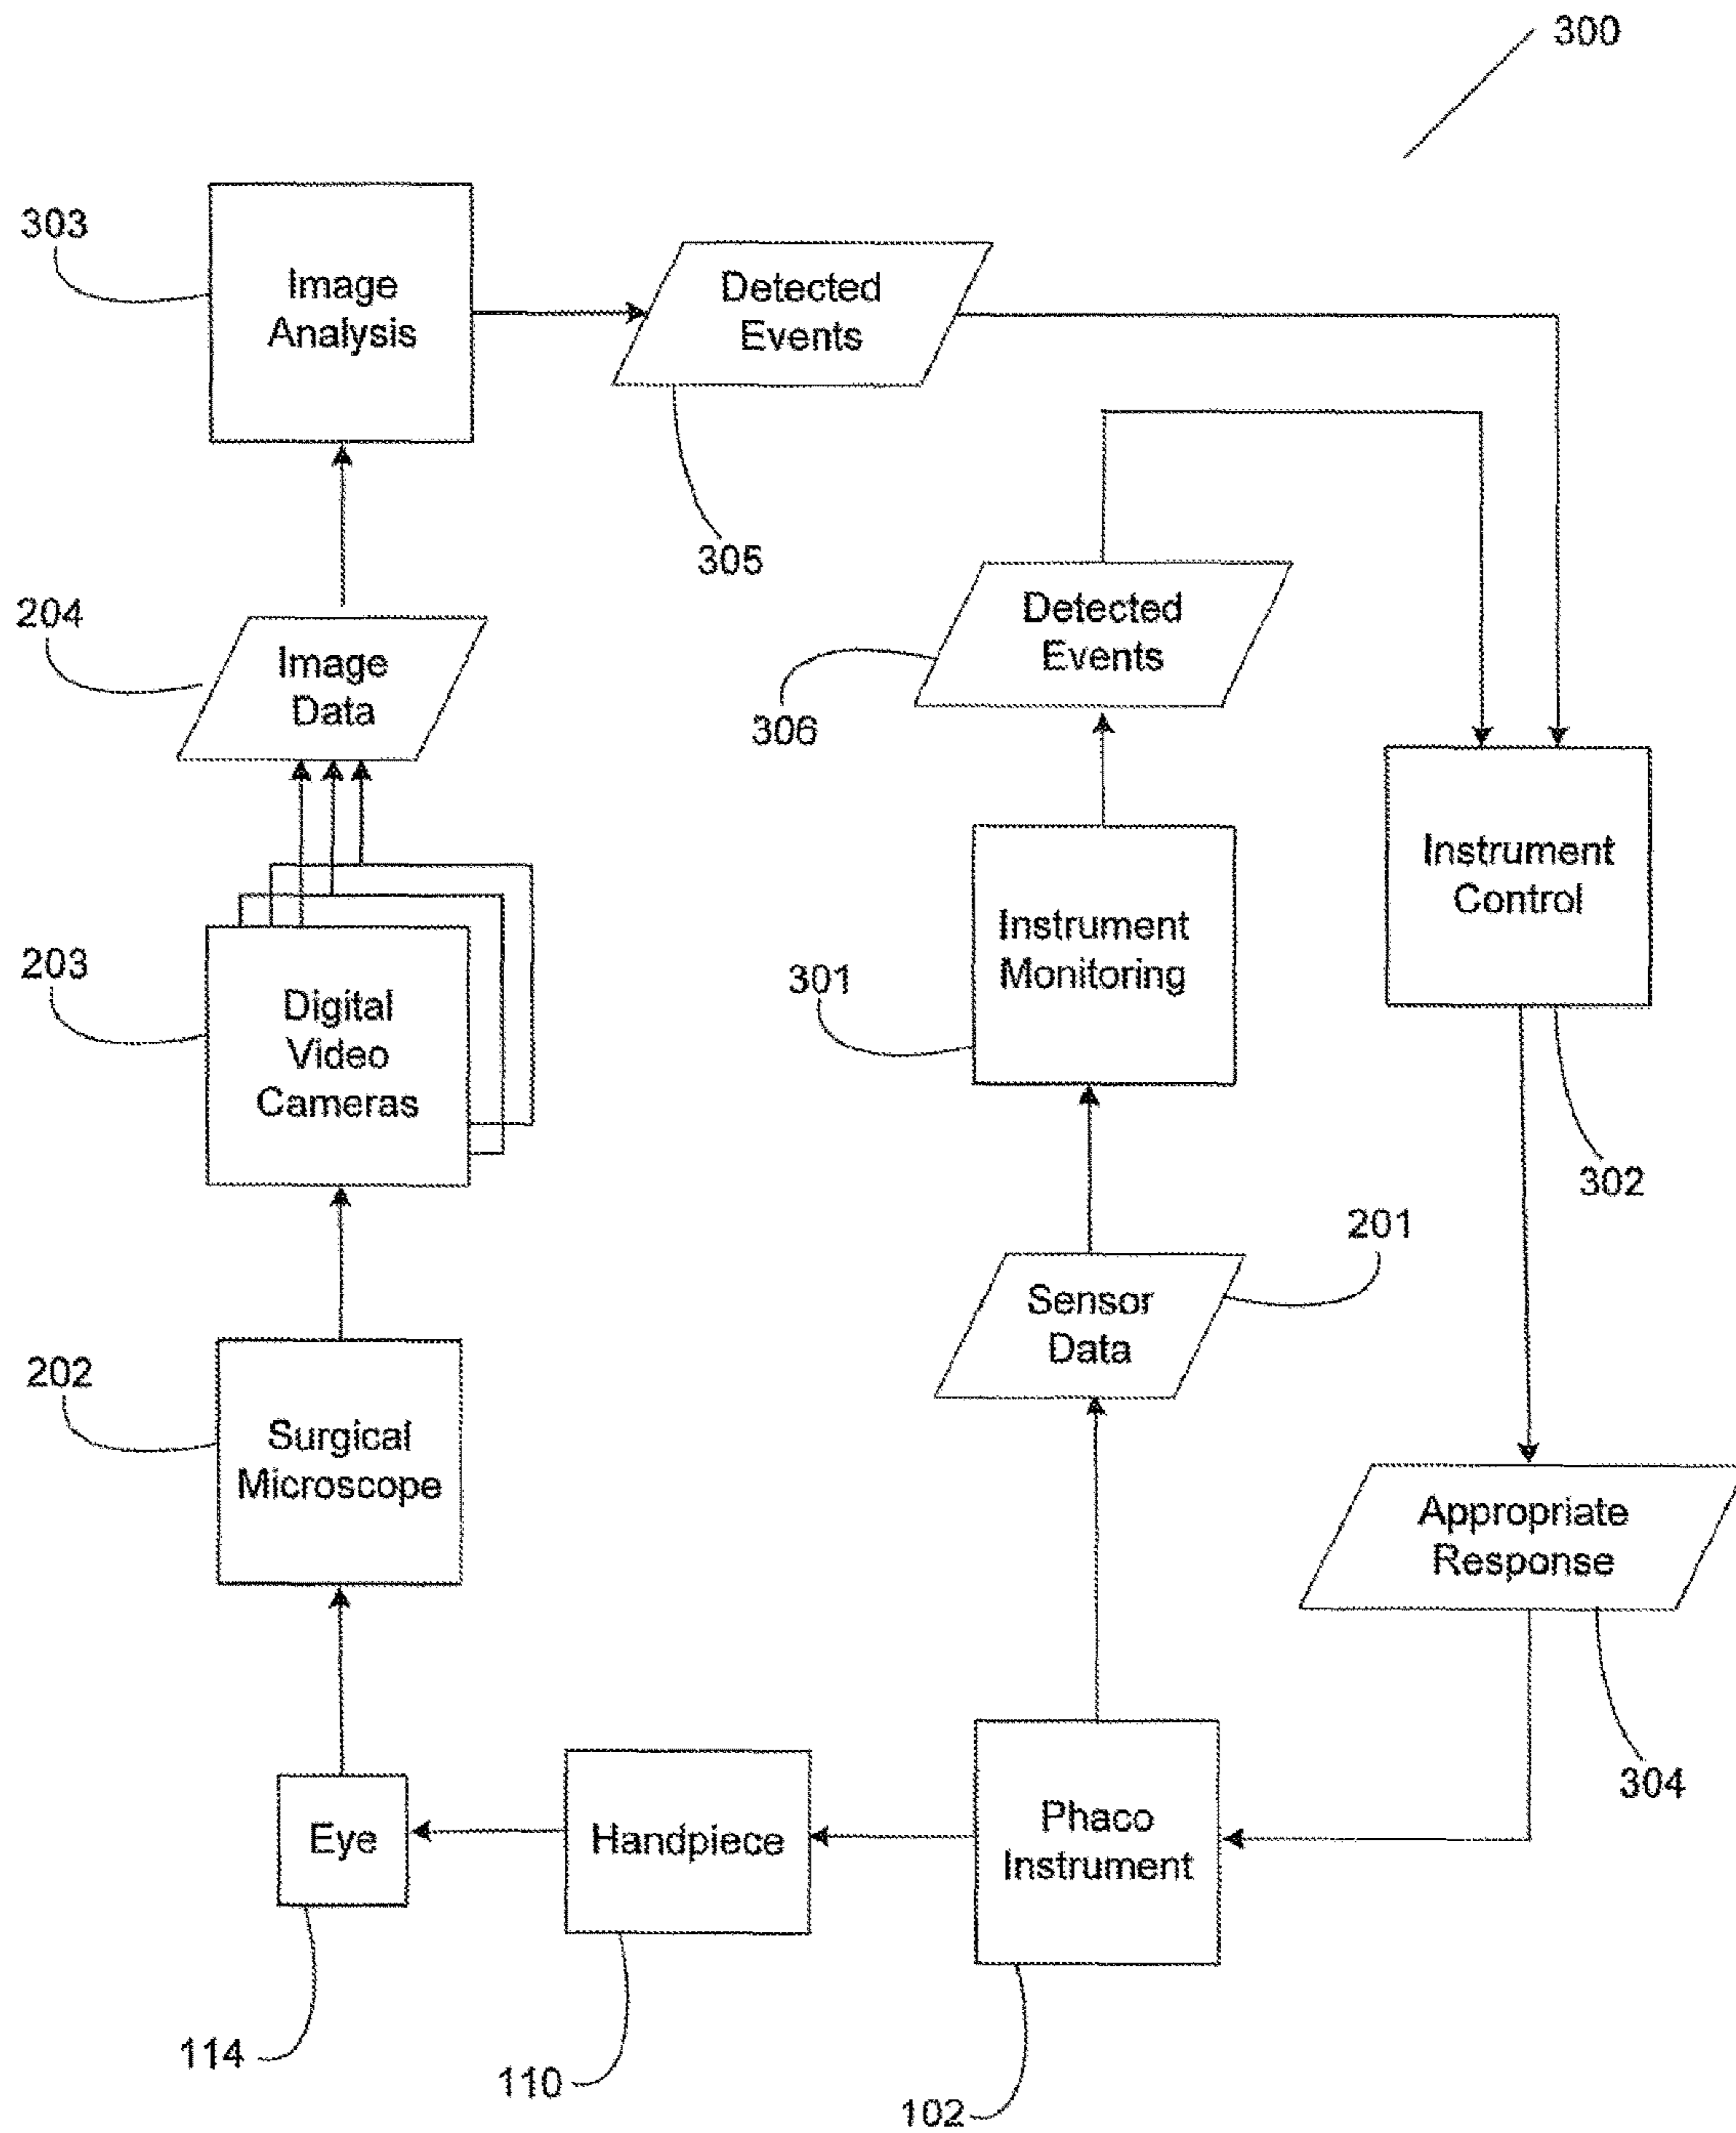 300
303
Image
Analysis
Detected
Events
305
204
Image
Data
Detected
Events
306
Instrument
Control
302
203
Digital
Video
Cameras
301
Instrument
Monitoring
201
Sensor
Data
202
Surgical
Microscope
Appropriate
Response
304
Eye
114
Handpiece
110
Phaco
Instrument
102